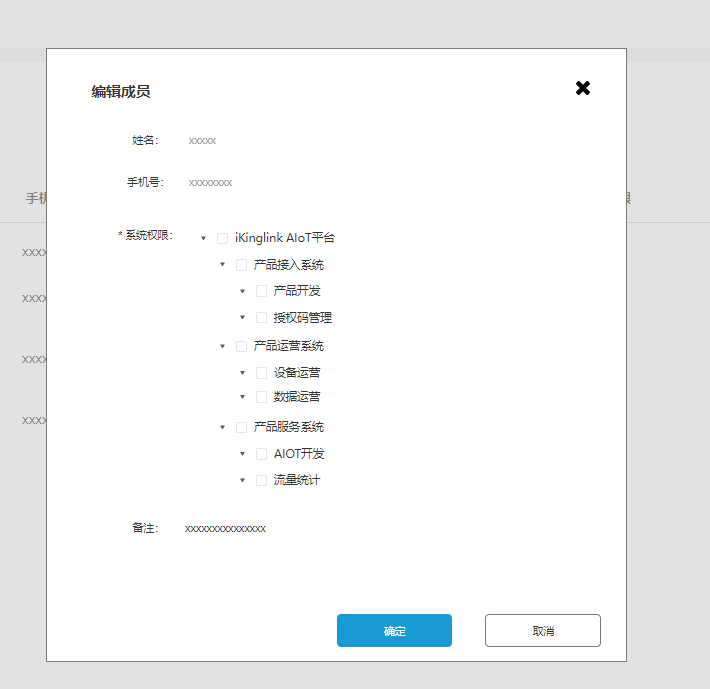 编辑成员
姓名： xxxxx
手机号： xxxxxxxx
手机
限
* 系统权限： iKinglink AIoT平台
xxxx
产品接入系统
产品开发
xxxx
授权码管理
产品运营系统
xxxx
设备运营
数据运营
xxxx
产品服务系统
AIOT开发
流量统计
备注： xxxxxxxxxxxxxxx
确定 取消